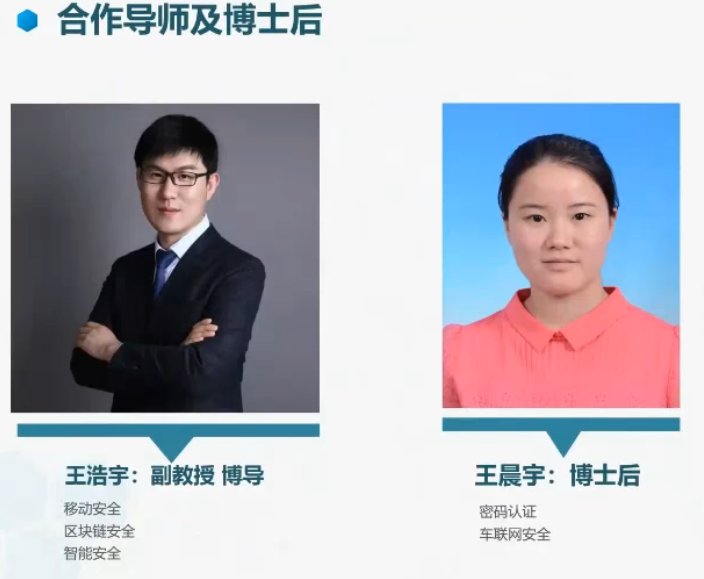 合作导师及博士后
王浩宇：副教授 博导
移动安全
区块链安全
智能安全
王晨宇：博士后
密码认证
车联网安全